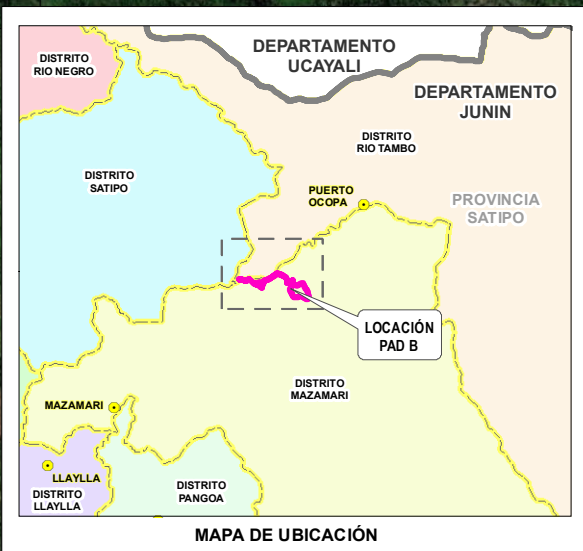 DEPARTAMENTO
UCAYALI
DISTRITO
RIO NEGRO
DEPARTAMENTO
JUNIN
DISTRITO
RIO TAMBO
DISTRITO
SATIPO
PUERTO
OCOPA
PROVINCIA
SATIPO
LOCACIÓN
PAD B
DISTRITO
MAZAMARI
MAZAMARI
LLAYLLA
DISTRITO
LLAYLLA
DISTRITO
PANGOA
MAPA DE UBICACIÓN